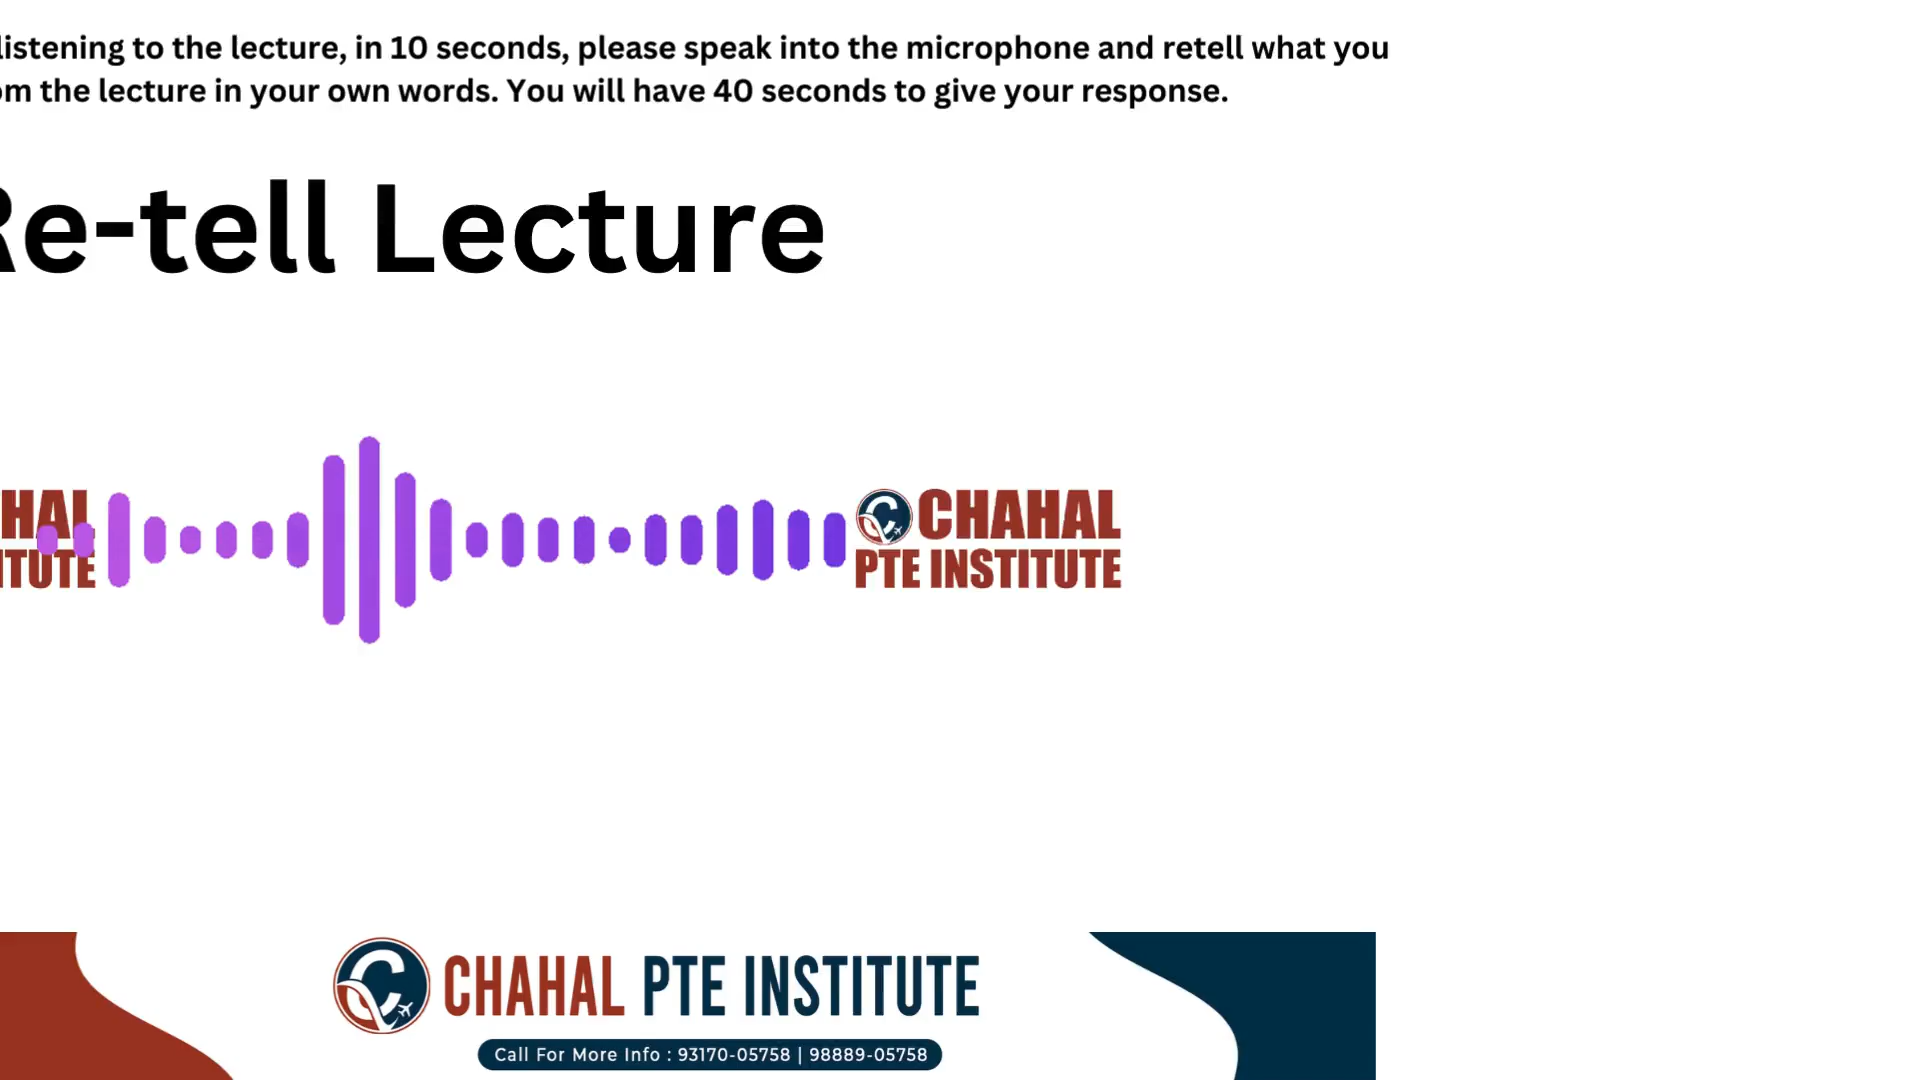 listening to the lecture, in 10 seconds, please speak into the microphone and retell what you
the lecture in your own words. You will have 40 seconds to give your response.
Re-tell Lecture
CHAHAL
PTE INSTITUTE
CHAHAL PTE INSTITUTE
Call For More Info : 93170-05758 | 98889-05758